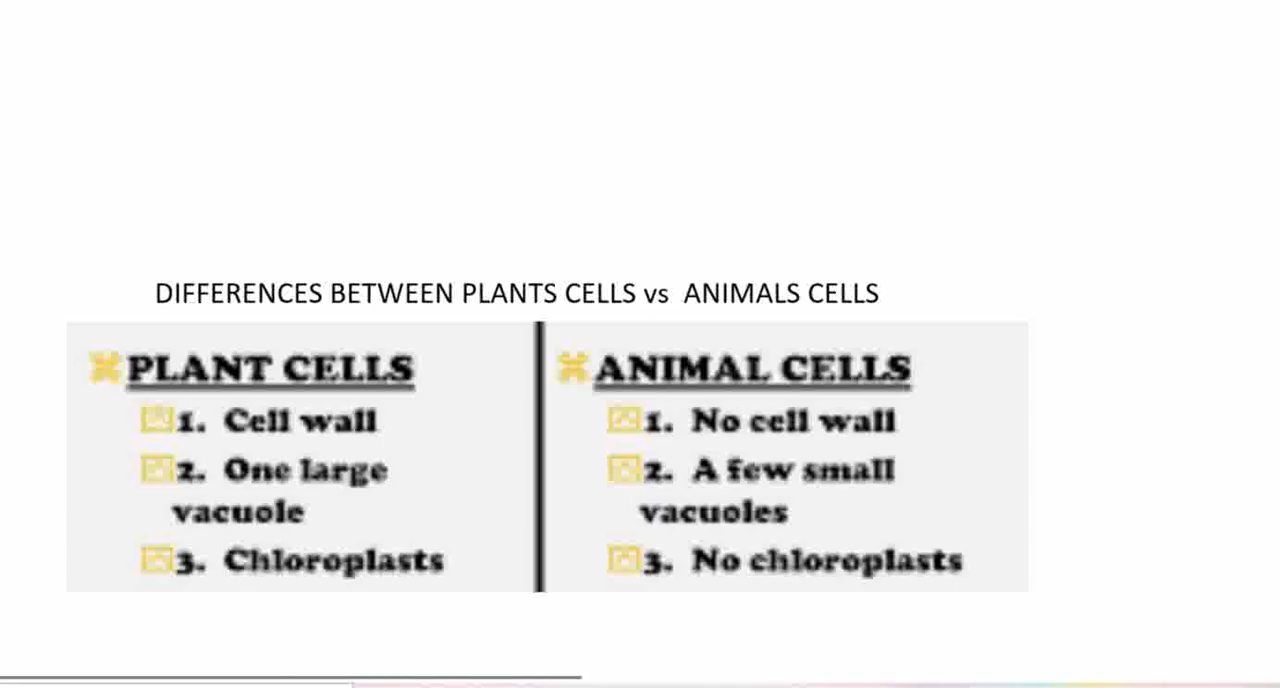 DIFFERENCES BETWEEN PLANTS CELLS vs ANIMALS CELLS
PLANT CELLS
1. Cell wall
2. One large
vacuole
3. Chloroplasts
ANIMAL CELLS
1. No cell wall
2. A few small
vacuoles
3. No chloroplasts